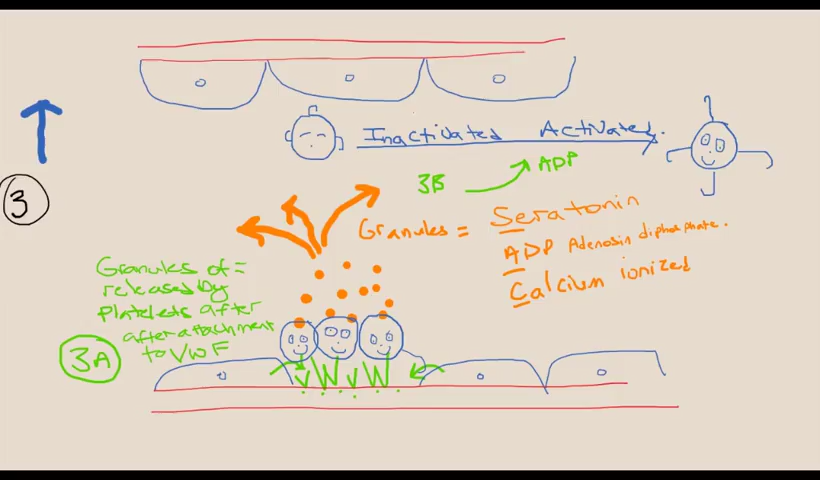 Inactivated Activated.
3B ADP
3
Granules = Seratonin
ADP Adenosin diphosphate.
Calcium ionized
Granules of =
released by
platelets after
after attachment
to VWF
3A
VWVW